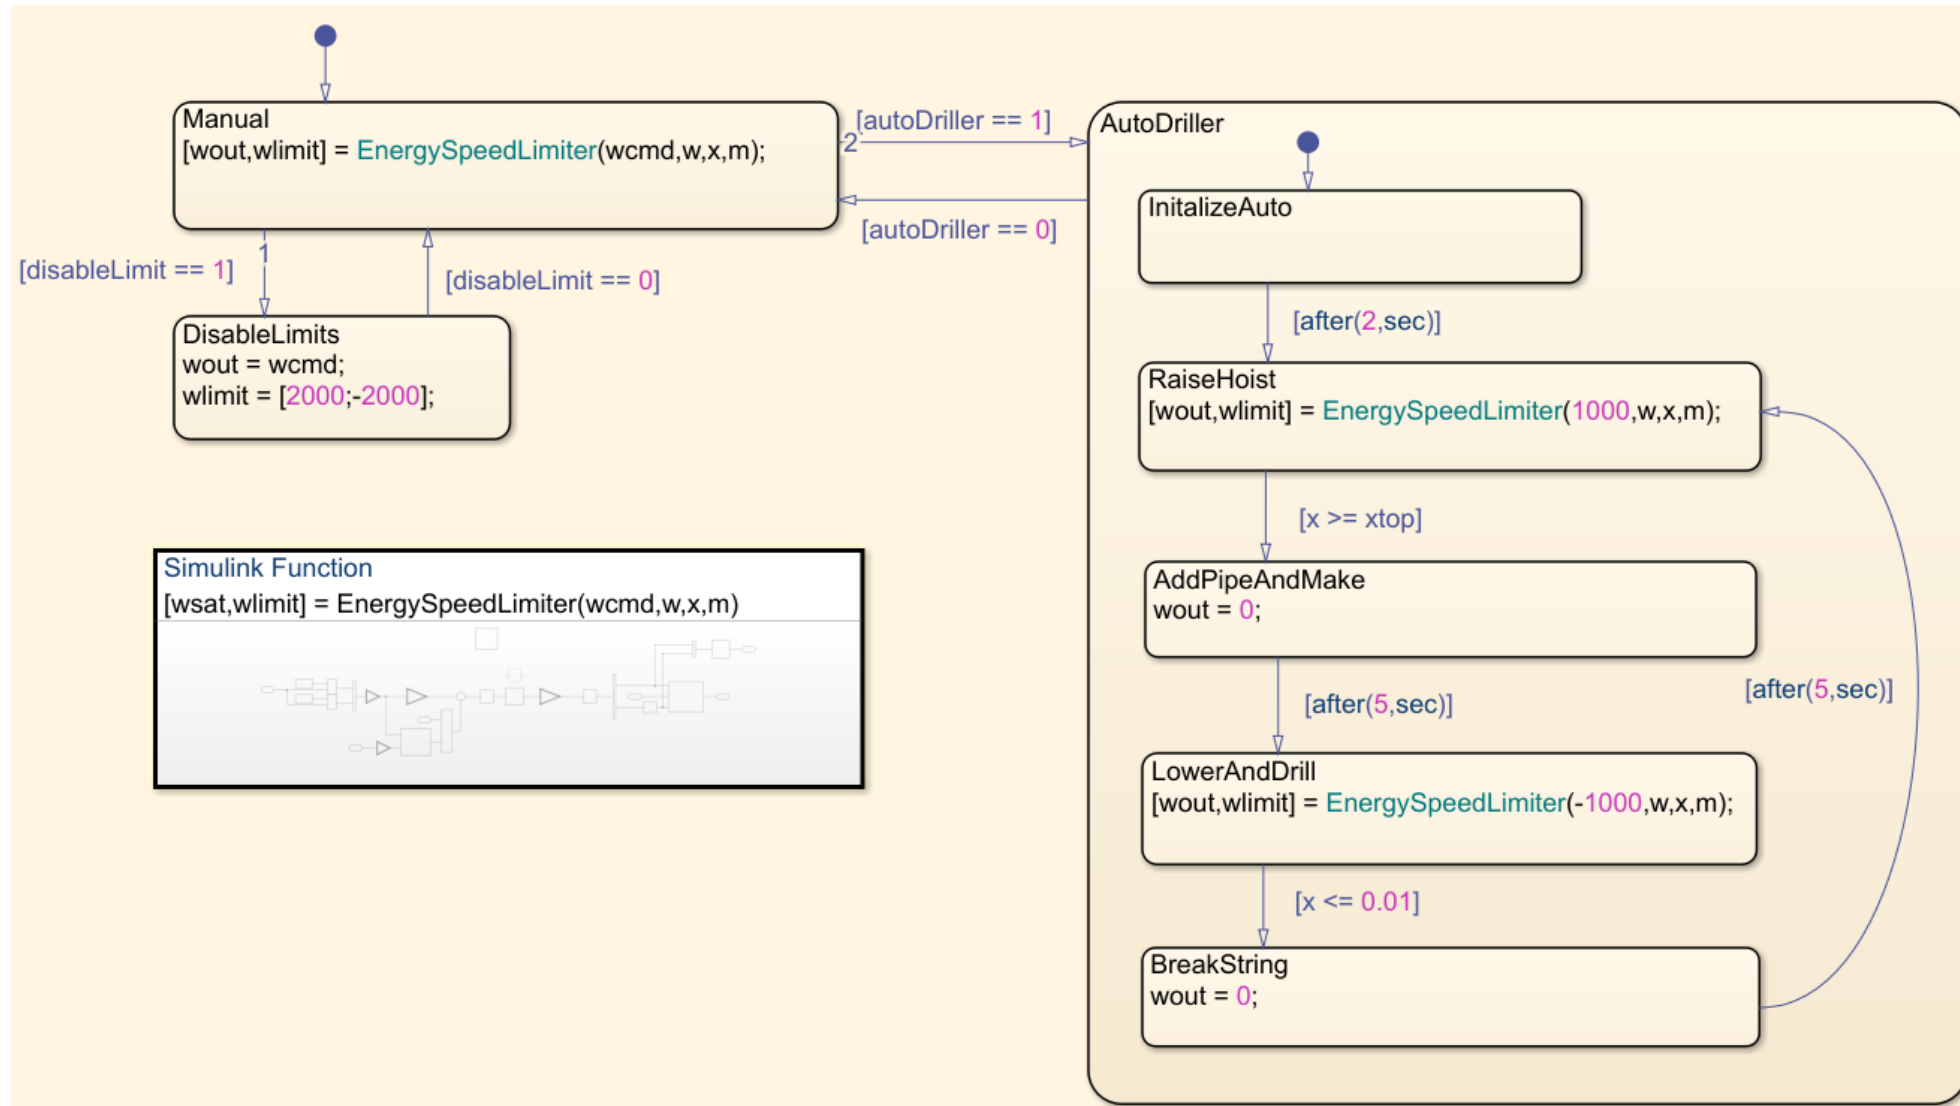 Manual
[wout,wlimit] = EnergySpeedLimiter(wcmd,w,x,m);
[autoDriller == 1]
2
[autoDriller == 0]
1
[disableLimit == 1]
[disableLimit == 0]
DisableLimits
wout = wcmd;
wlimit = [2000;-2000];
Simulink Function
[wsat,wlimit] = EnergySpeedLimiter(wcmd,w,x,m)
AutoDriller
InitalizeAuto
[after(2,sec)]
RaiseHoist
[wout,wlimit] = EnergySpeedLimiter(1000,w,x,m);
[x >= xtop]
AddPipeAndMake
wout = 0;
[after(5,sec)]
[after(5,sec)]
LowerAndDrill
[wout,wlimit] = EnergySpeedLimiter(-1000,w,x,m);
[x <= 0.01]
BreakString
wout = 0;